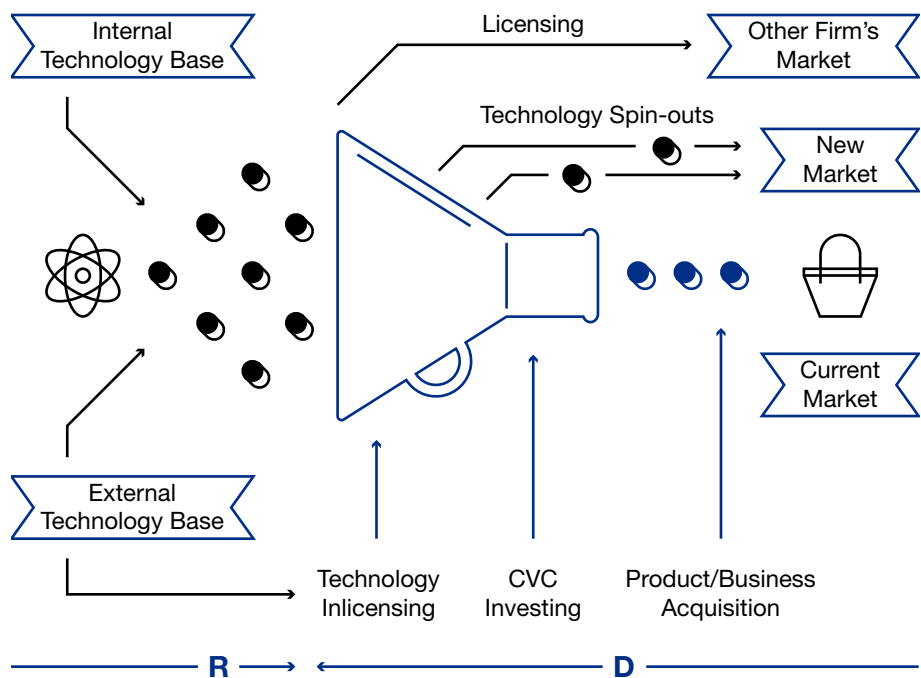 Internal
Technology Base
Licensing
Other Firm's
Market
Technology Spin-outs
New
Market
Current
Market
External
Technology Base
Technology
Inlicensing
CVC
Investing
Product/Business
Acquisition
R
D